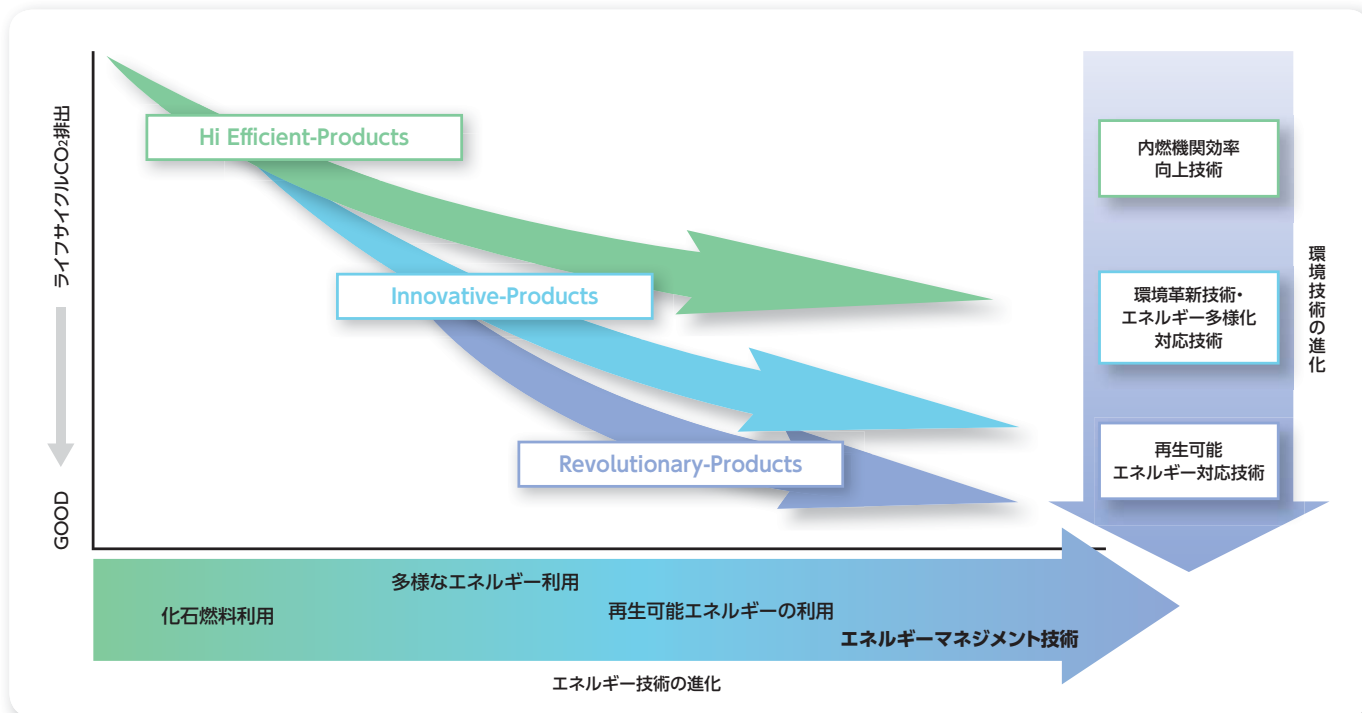 ライフサイクルCO₂排出
GOOD
Hi Efficient-Products
Innovative-Products
Revolutionary-Products
内燃機関効率
向上技術
環境革新技術・
エネルギー多様化
対応技術
再生可能
エネルギー対応技術
環境技術の進化
化石燃料利用
多様なエネルギー利用
再生可能エネルギーの利用
エネルギーマネジメント技術
エネルギー技術の進化